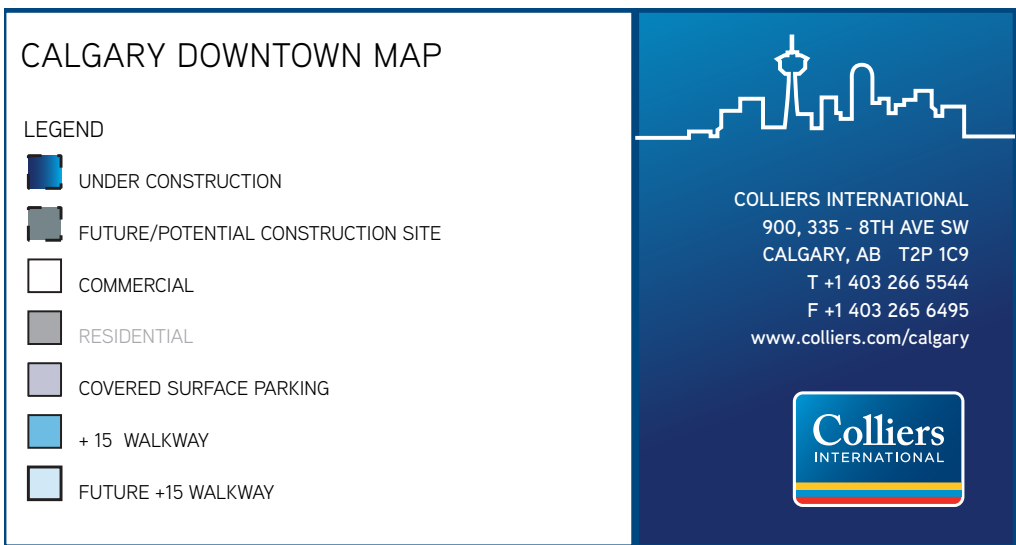 CALGARY DOWNTOWN MAP
LEGEND
UNDER CONSTRUCTION
FUTURE/POTENTIAL CONSTRUCTION SITE
COMMERCIAL
RESIDENTIAL
COVERED SURFACE PARKING
+ 15 WALKWAY
FUTURE +15 WALKWAY
COLLIERS INTERNATIONAL
900, 335 - 8TH AVE SW
CALGARY, AB T2P 1C9
T +1 403 266 5544
F +1 403 265 6495
www.colliers.com/calgary
Colliers
INTERNATIONAL